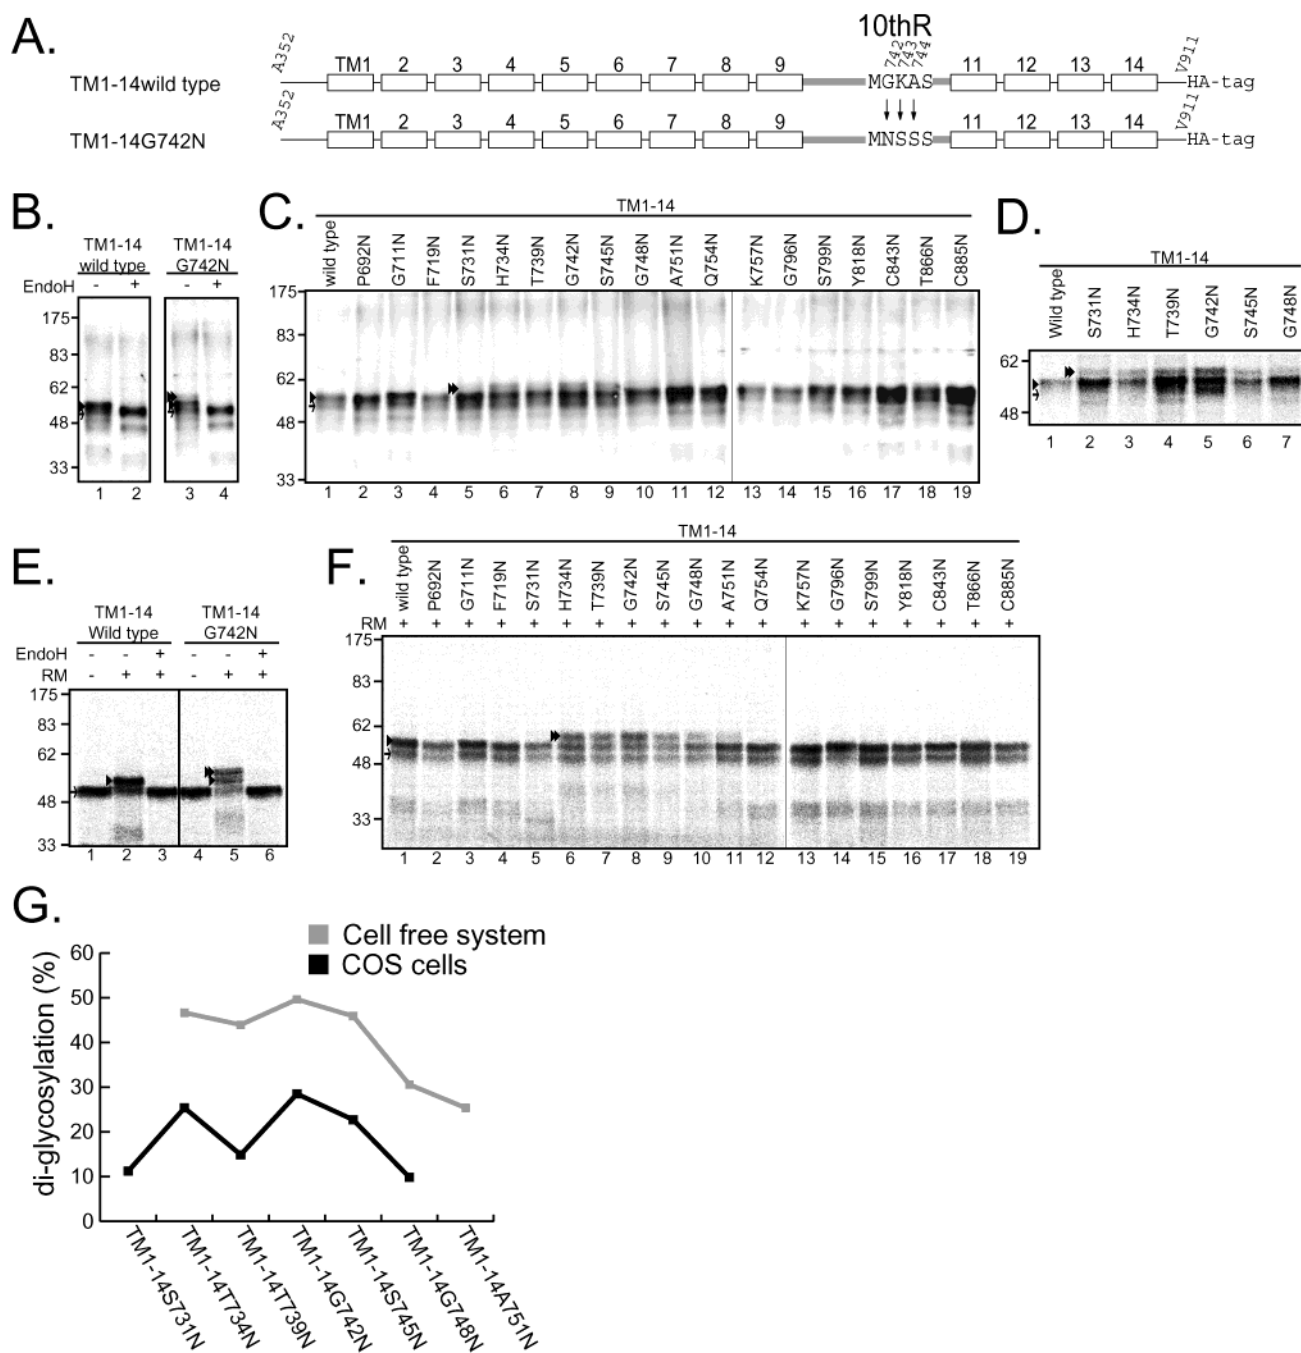 A.
10thR
742 743 744
A352 TM1 2 3 4 5 6 7 8 9 MGKAS 11 12 13 14 V911
TM1-14wild type HA-tag
A352 TM1 2 3 4 5 6 7 8 9 MNSSS 11 12 13 14 V911
TM1-14G742N HA-tag
B.
TM1-14 wild type TM1-14 G742N
EndoH - + - +
175
83
62
48
33
1 2 3 4
C.
TM1-14
wild type P692N G711N F719N S731N H734N T739N G742N S745N G748N A751N Q754N K757N G796N S799N Y818N C843N T866N C885N
175
83
62
48
33
1 2 3 4 5 6 7 8 9 10 11 12 13 14 15 16 17 18 19
D.
TM1-14
Wild type S731N H734N T739N G742N S745N G748N
62
48
1 2 3 4 5 6 7
E.
TM1-14 Wild type TM1-14 G742N
EndoH - - + - - +
RM - + + - + +
175
83
62
48
33
1 2 3 4 5 6
F.
TM1-14
wild type P692N G711N F719N S731N H734N T739N G742N S745N G748N A751N Q754N K757N G796N S799N Y818N C843N T866N C885N
RM + + + + + + + + + + + + + + + + + + +
175
83
62
48
33
1 2 3 4 5 6 7 8 9 10 11 12 13 14 15 16 17 18 19
G.
Cell free system
COS cells
di-glycosylation (%)
60
50
40
30
20
10
0
TM1-14S731N
TM1-14T734N
TM1-14T739N
TM1-14G742N
TM1-14S745N
TM1-14G748N
TM1-14A751N